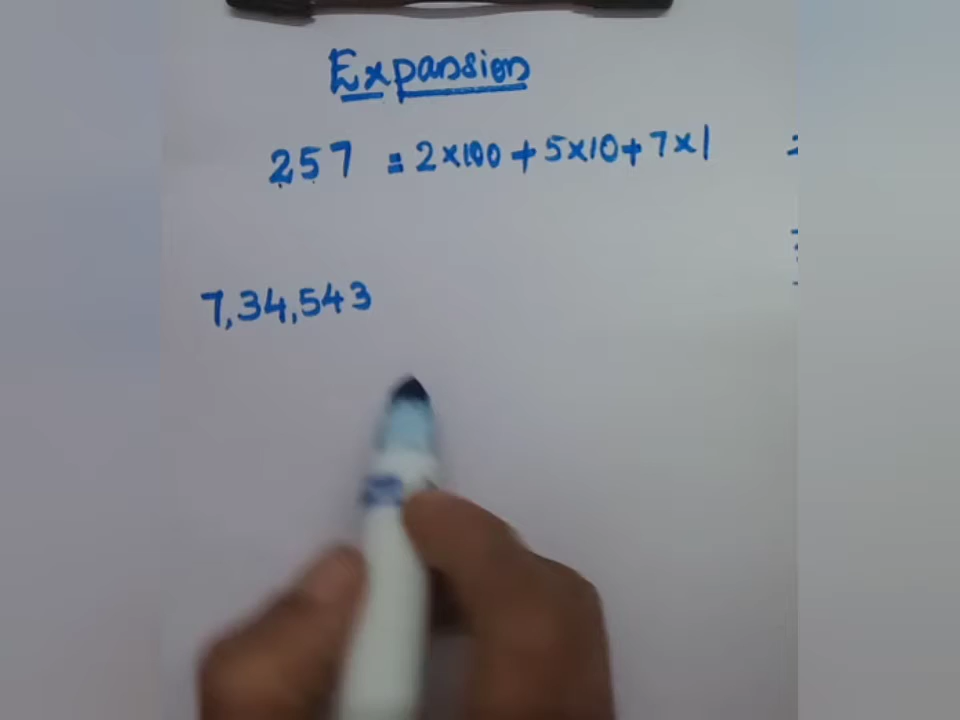 Expansion
257 = 2×100 + 5×10 + 7×1
7,34,543